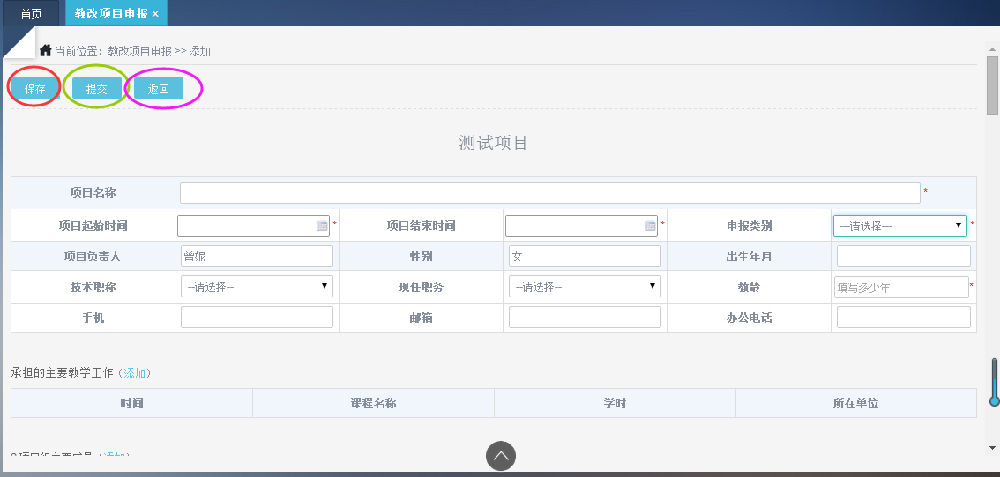 首页 教改项目申报 ×
当前位置：教改项目申报 >> 添加
保存 提交 返回
测试项目
项目名称 *
项目起始时间 * 项目结束时间 * 申报类别 ---请选择--- *
项目负责人 曾妮 性别 女 出生年月
技术职称 --请选择-- 现任职务 --请选择-- 教龄 填写多少年 *
手机 邮箱 办公电话
承担的主要教学工作（添加）
时间 课程名称 学时 所在单位
项目组主要成员（添加）